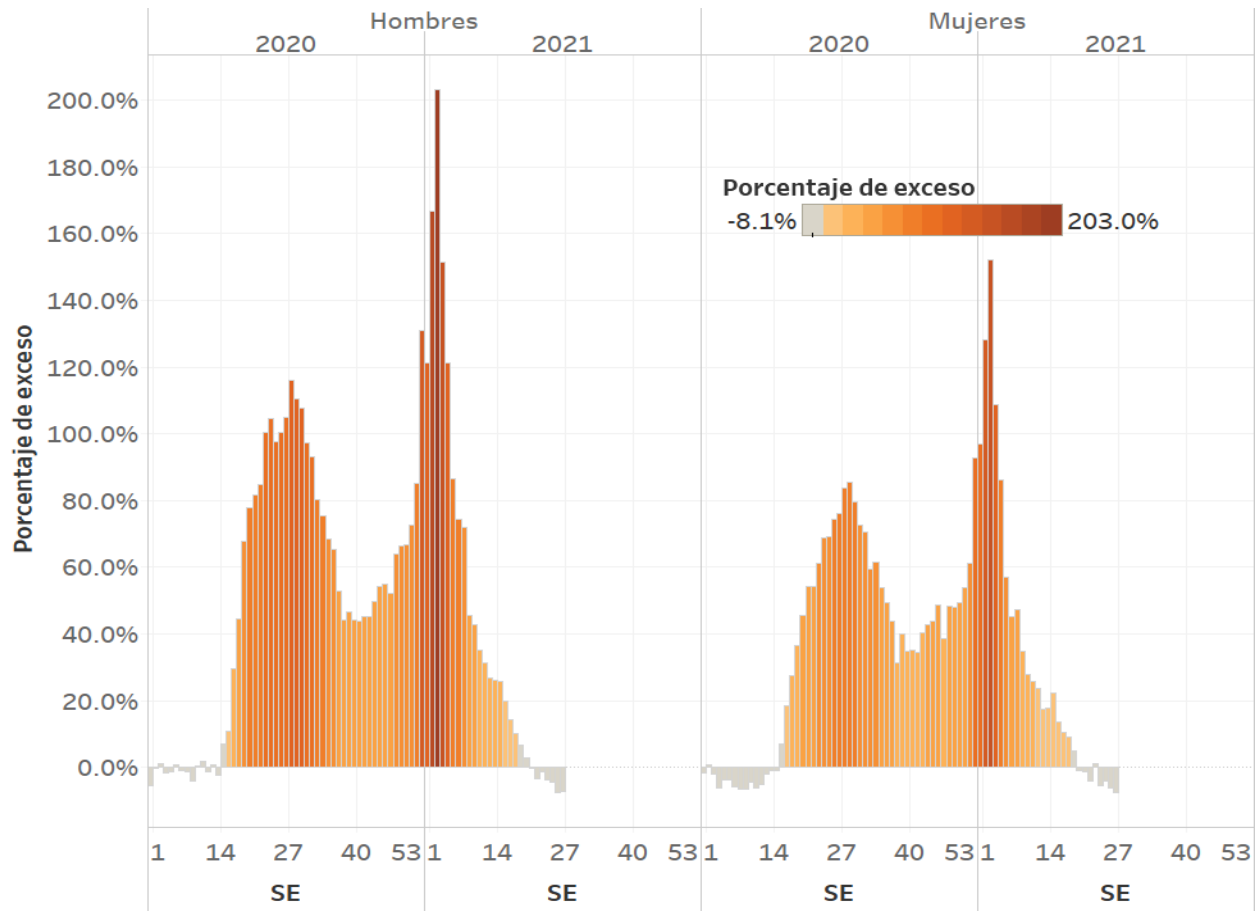 Hombres Mujeres
2020 2021 2020 2021
200.0%
180.0%
Porcentaje de exceso
-8.1% 203.0%
160.0%
140.0%
120.0%
100.0%
80.0%
60.0%
40.0%
20.0%
0.0%
Porcentaje de exceso
1 14 27 40 53 1 14 27 40 53 1 14 27 40 53 1 14 27 40 53
SE SE SE SE